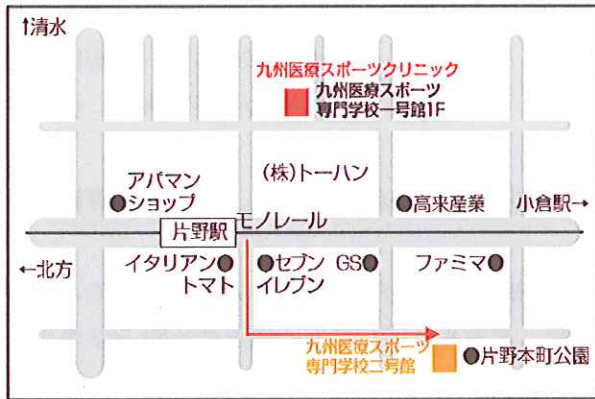 ↑清水
九州医療スポーツクリニック
九州医療スポーツ
専門学校一号館1F
アパマン
ショップ
(株)トーハン
高来産業
小倉駅→
モノレール
片野駅
←北方
イタリアン
トマト
セブン
イレブン
GS
ファミマ
九州医療スポーツ
専門学校二号館
片野本町公園